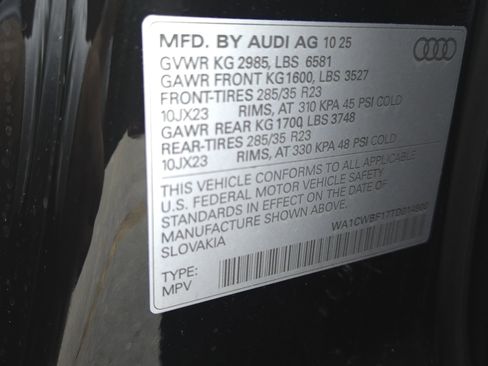 MFD. BY AUDI AG 10 25
GVWR KG 2985, LBS 6581
GAWR FRONT KG1600, LBS 3527
FRONT-TIRES 285/35 R23
10JX23 RIMS, AT 310 KPA 45 PSI COLD
GAWR REAR KG1700, LBS 3748
REAR-TIRES 285/35 R23
10JX23 RIMS, AT 330 KPA 48 PSI COLD
THIS VEHICLE CONFORMS TO ALL APPLICABLE
U.S. FEDERAL MOTOR VEHICLE SAFETY
STANDARDS IN EFFECT ON THE DATE OF
MANUFACTURE SHOWN ABOVE.
SLOVAKIA
TYPE:
MPV